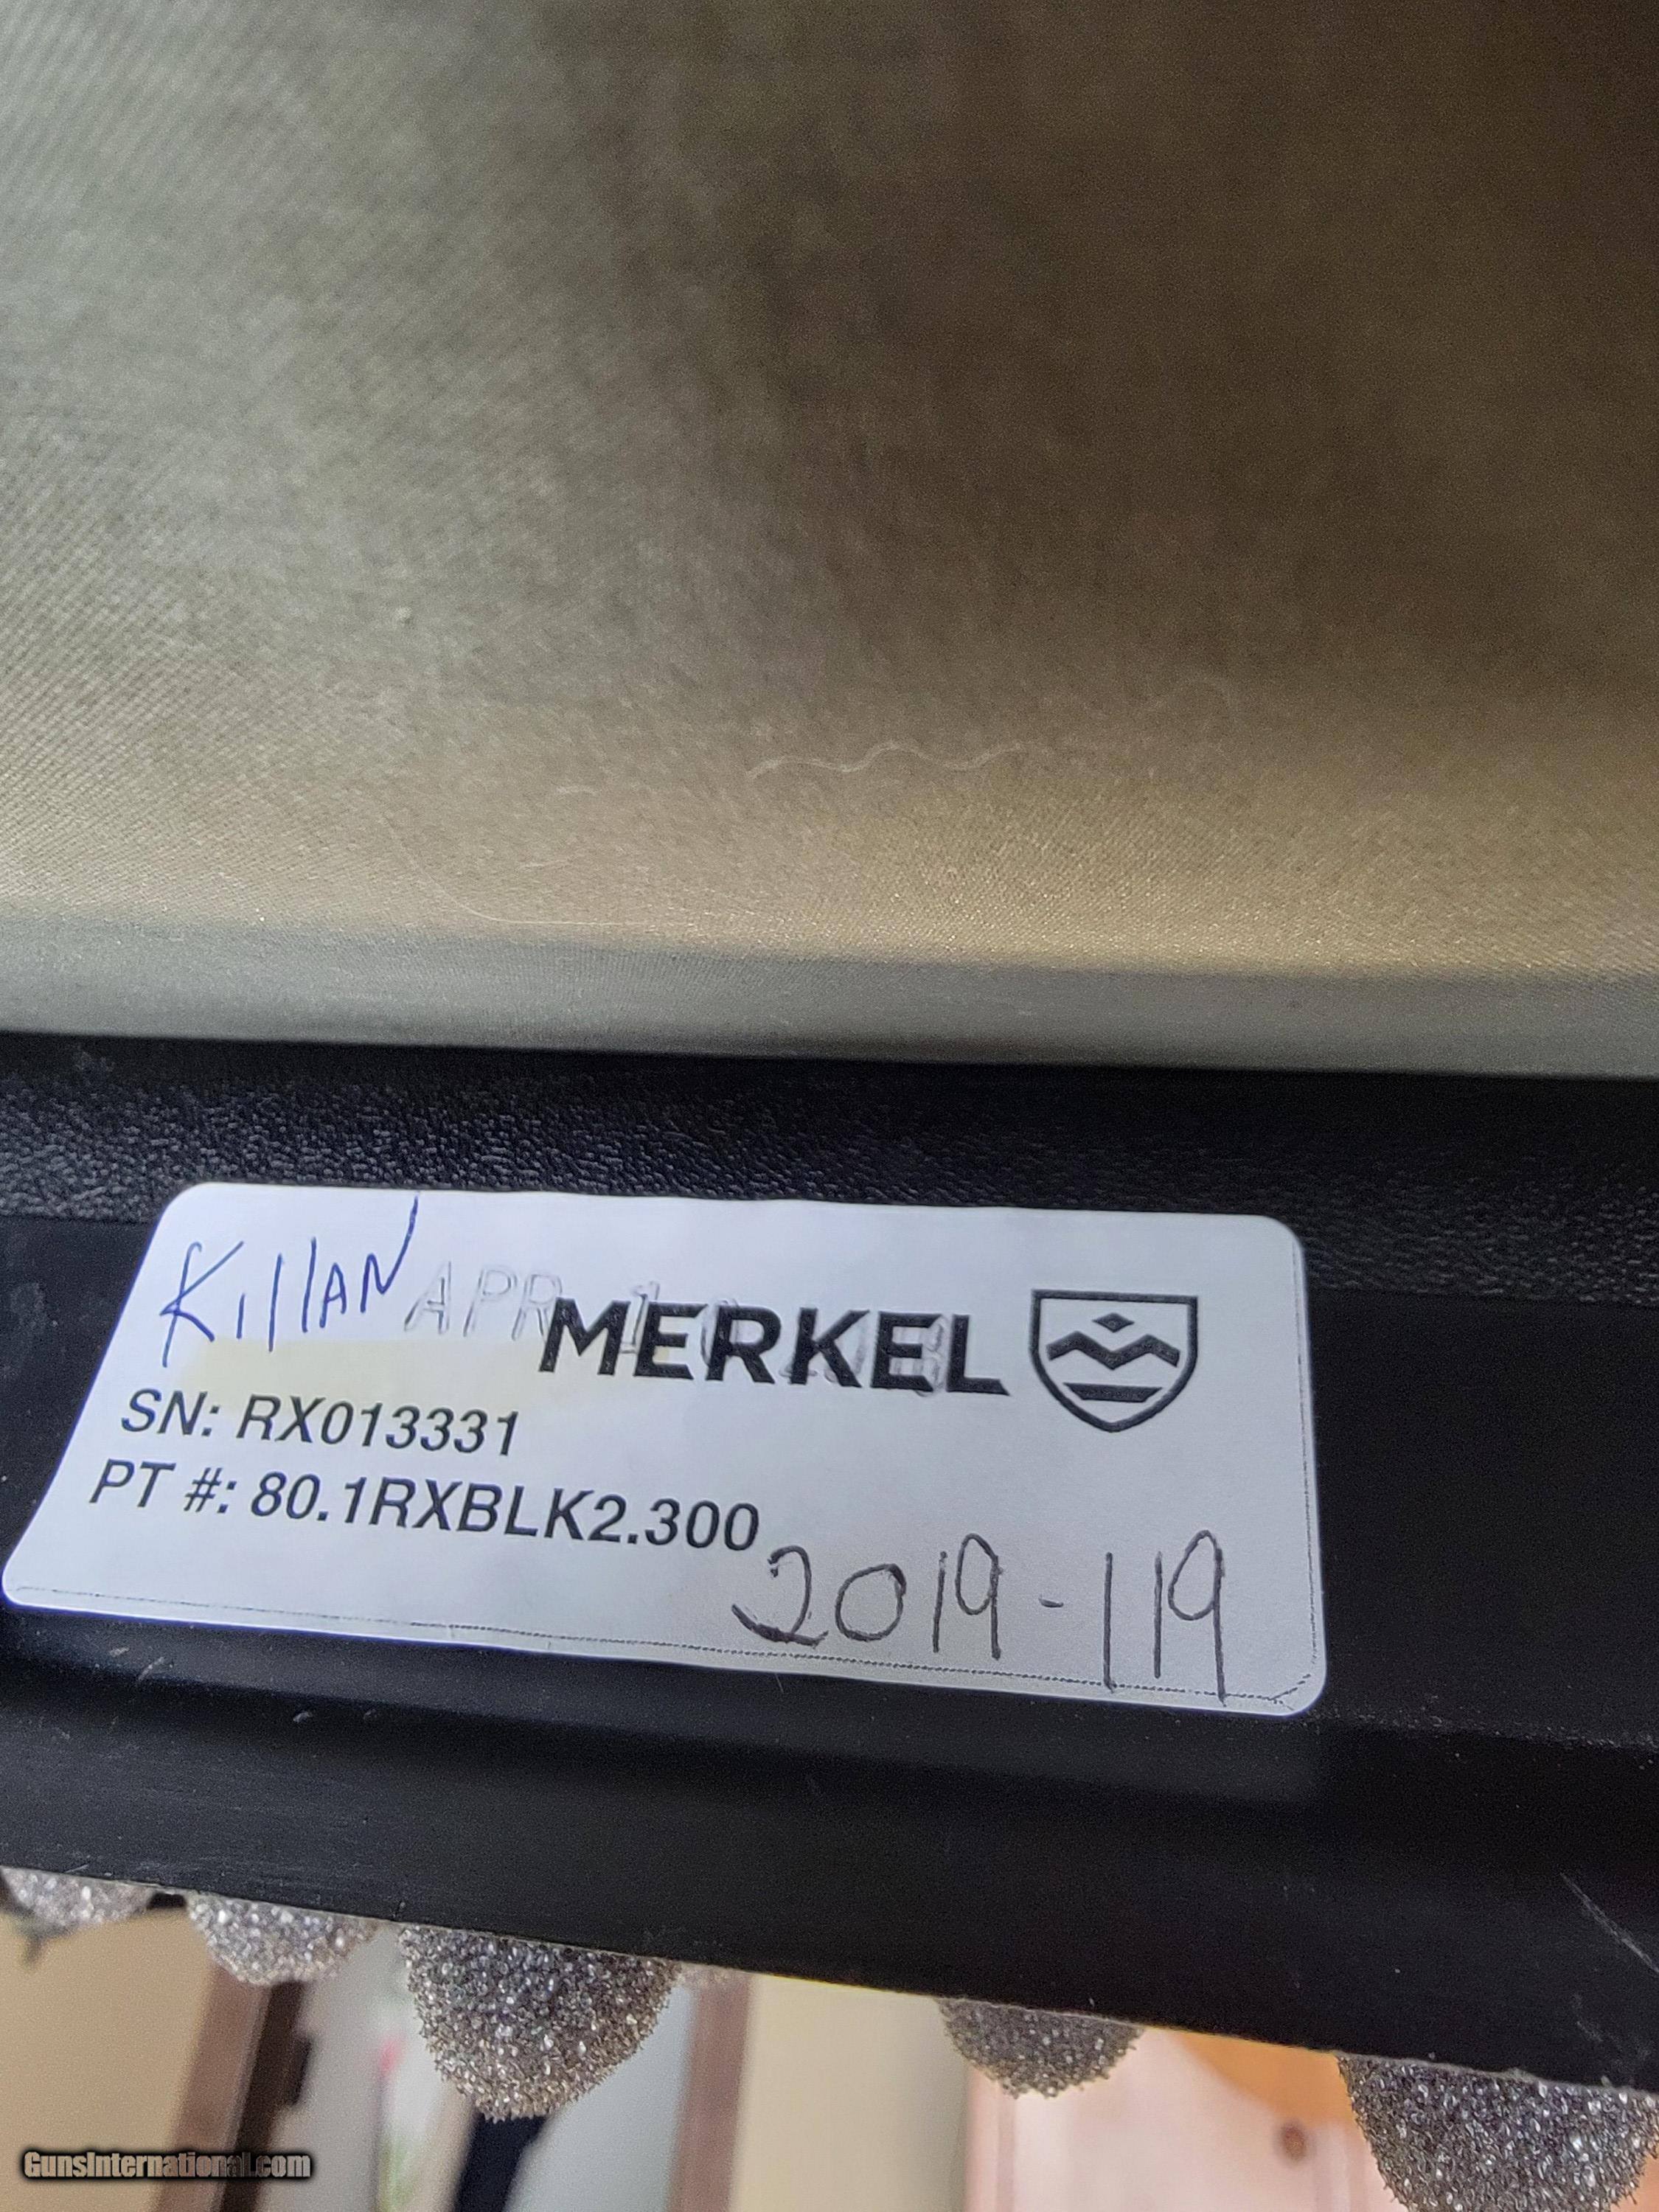 KillAN
APR
MERKEL
SN: RX013331
PT #: 80.1RXBLK2.300
2019-119
GunsInternational.com